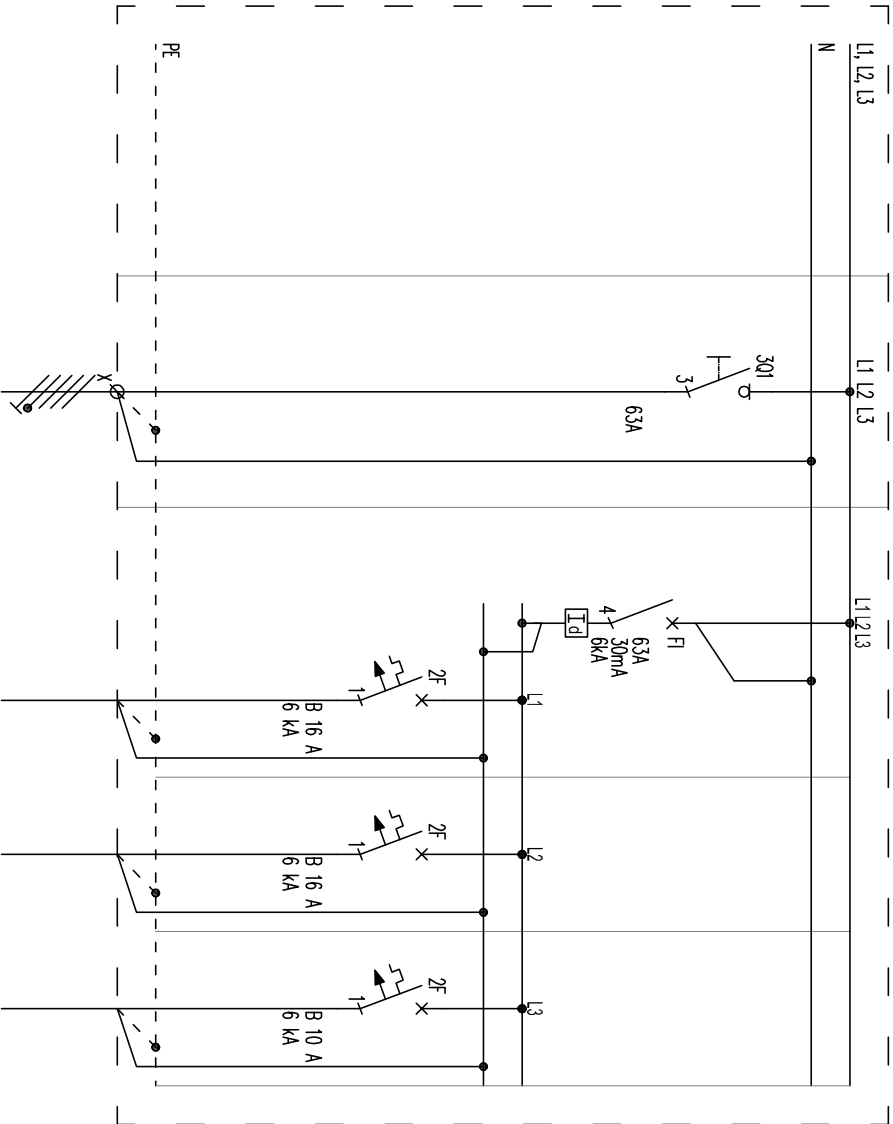 L1, L2, L3
N
PE
L1 L2 L3
3Q1
3
63A
X
L1 L2 L3
FI
4
63A
30mA
6kA
Id
L1
2F
1
B 16 A
6 kA
L2
2F
1
B 16 A
6 kA
L3
2F
1
B 10 A
6 kA